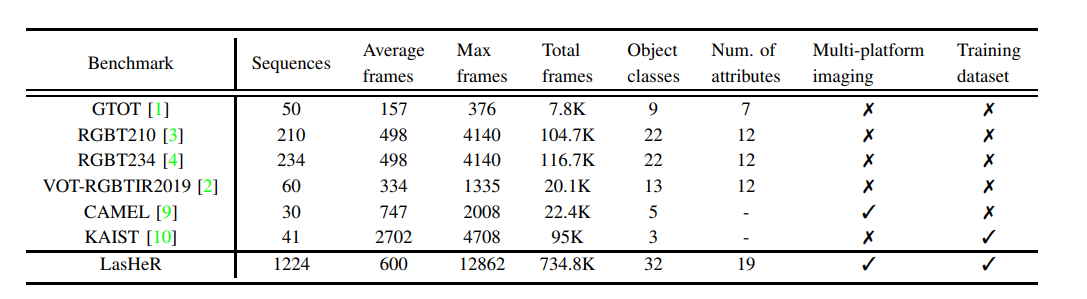 Benchmark Sequences Average frames Max frames Total frames Object classes Num. of attributes Multi-platform imaging Training dataset
GTOT [1] 50 157 376 7.8K 9 7 ✗ ✗
RGBT210 [3] 210 498 4140 104.7K 22 12 ✗ ✗
RGBT234 [4] 234 498 4140 116.7K 22 12 ✗ ✗
VOT-RGBTIR2019 [2] 60 334 1335 20.1K 13 12 ✗ ✗
CAMEL [9] 30 747 2008 22.4K 5 - ✓ ✗
KAIST [10] 41 2702 4708 95K 3 - ✗ ✓
LasHeR 1224 600 12862 734.8K 32 19 ✓ ✓